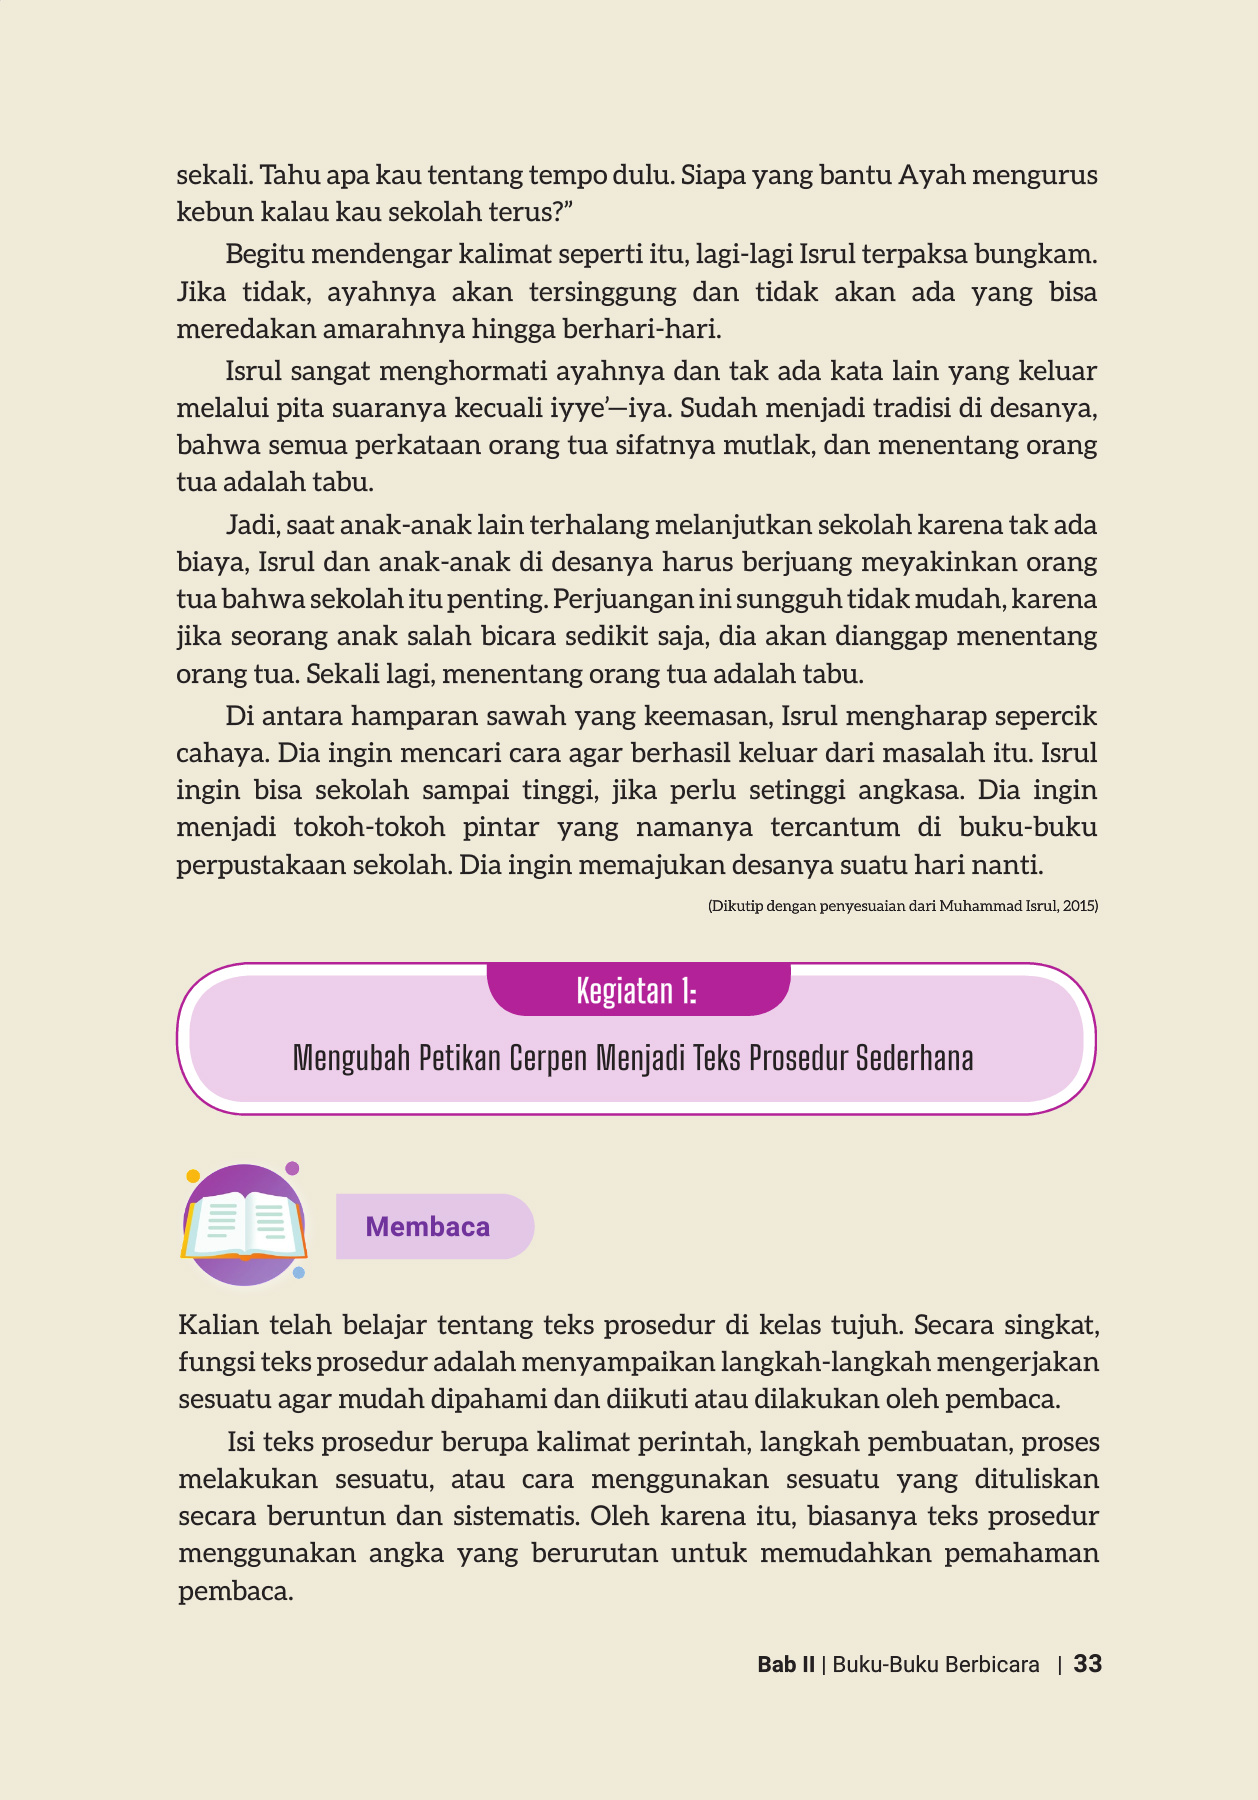 sekali. Tahu apa kau tentang tempo dulu. Siapa yang bantu Ayah mengurus
kebun kalau kau sekolah terus?”
Begitu mendengar kalimat seperti itu, lagi-lagi Isrul terpaksa bungkam.
Jika tidak, ayahnya akan tersinggung dan tidak akan ada yang bisa
meredakan amarahnya hingga berhari-hari.
Isrul sangat menghormati ayahnya dan tak ada kata lain yang keluar
melalui pita suaranya kecuali iyye’—iya. Sudah menjadi tradisi di desanya,
bahwa semua perkataan orang tua sifatnya mutlak, dan menentang orang
tua adalah tabu.
Jadi, saat anak-anak lain terhalang melanjutkan sekolah karena tak ada
biaya, Isrul dan anak-anak di desanya harus berjuang meyakinkan orang
tua bahwa sekolah itu penting. Perjuangan ini sungguh tidak mudah, karena
jika seorang anak salah bicara sedikit saja, dia akan dianggap menentang
orang tua. Sekali lagi, menentang orang tua adalah tabu.
Di antara hamparan sawah yang keemasan, Isrul mengharap sepercik
cahaya. Dia ingin mencari cara agar berhasil keluar dari masalah itu. Isrul
ingin bisa sekolah sampai tinggi, jika perlu setinggi angkasa. Dia ingin
menjadi tokoh-tokoh pintar yang namanya tercantum di buku-buku
perpustakaan sekolah. Dia ingin memajukan desanya suatu hari nanti.
(Dikutip dengan penyesuaian dari Muhammad Isrul, 2015)
Kegiatan 1:
Mengubah Petikan Cerpen Menjadi Teks Prosedur Sederhana
Membaca
Kalian telah belajar tentang teks prosedur di kelas tujuh. Secara singkat,
fungsi teks prosedur adalah menyampaikan langkah-langkah mengerjakan
sesuatu agar mudah dipahami dan diikuti atau dilakukan oleh pembaca.
Isi teks prosedur berupa kalimat perintah, langkah pembuatan, proses
melakukan sesuatu, atau cara menggunakan sesuatu yang dituliskan
secara beruntun dan sistematis. Oleh karena itu, biasanya teks prosedur
menggunakan angka yang berurutan untuk memudahkan pemahaman
pembaca.
Bab II | Buku-Buku Berbicara | 33